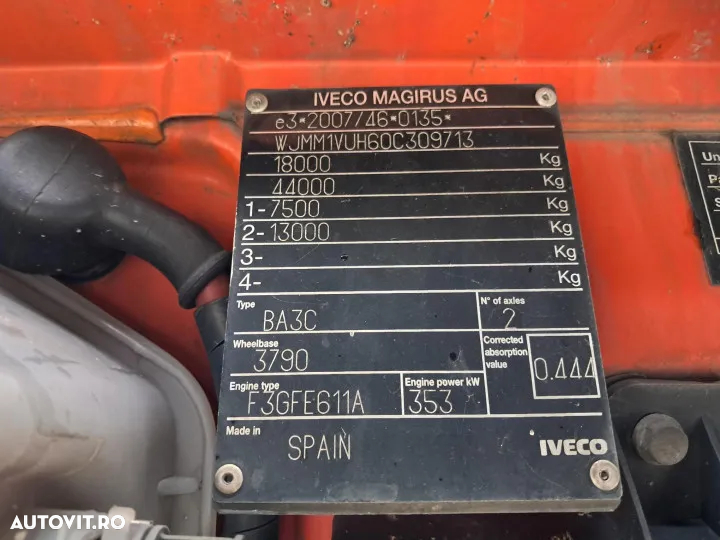 IVECO MAGIRUS AG
e3*2007/46*0135*
WJMM1VUH60C309713
18000 Kg
44000 Kg
1-7500 Kg
2-13000 Kg
3- Kg
4- Kg
Type
BA3C
N° of axles
2
Wheelbase
3790
Corrected
absorption
value
0.444
Engine type
F3GFE611A
Engine power kW
353
Made in
SPAIN
IVECO
Un
Pa
S
AUTOVIT.RO